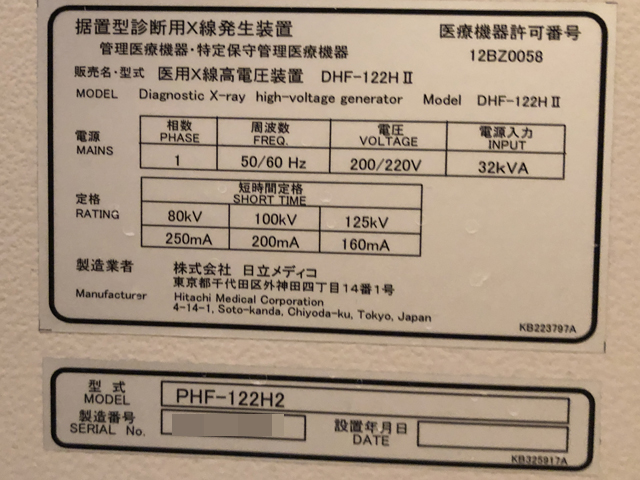 据置型診断用X線発生装置
医療機器許可番号
管理医療機器・特定保守管理医療機器
12BZ0058
販売名・型式 医用X線高電圧装置 DHF-122HⅡ
MODEL Diagnostic X-ray high-voltage generator Model DHF-122HⅡ
電源 相数 周波数 電圧 電源入力
MAINS PHASE FREQ. VOLTAGE INPUT
1 50/60 Hz 200/220V 32kVA
定格 短時間定格
RATING SHORT TIME
80kV 100kV 125kV
250mA 200mA 160mA
製造業者 株式会社 日立メディコ
東京都千代田区外神田四丁目14番1号
Manufacturer Hitachi Medical Corporation
4-14-1, Soto-kanda, Chiyoda-ku, Tokyo, Japan
KB223797A
型式
MODEL PHF-122H2
製造番号 設置年月日
SERIAL No. DATE
KB325917A